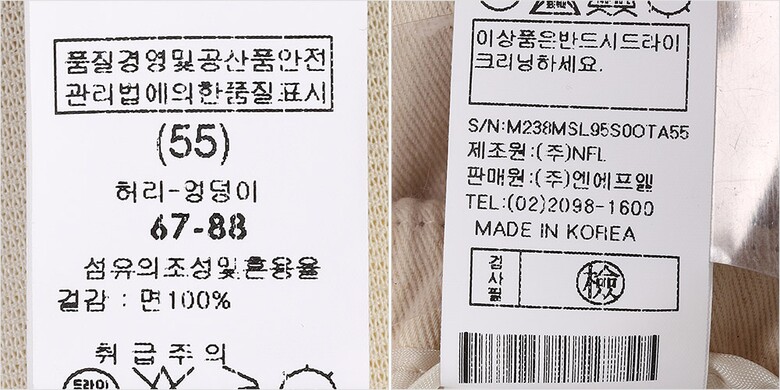 품질경영및공산품안전
관리법에의한품질표시
(55)
허리-엉덩이
67-88
섬유의조성및혼용율
겉감 : 면100%
취급주의
드라이
이상품은반드시드라이
크리닝하세요.
S/N:M238MSL95S0OTA55
제조원:(주)NFL
판매원:(주)엔에프엘
TEL:(02)2098-1600
MADE IN KOREA
검사필
檢